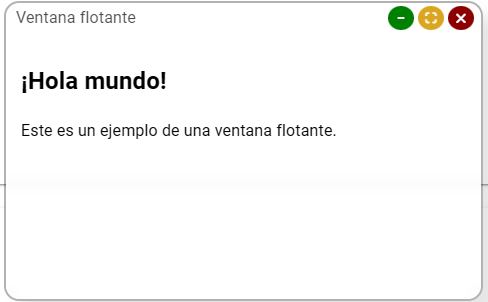 Ventana flotante
¡Hola mundo!
Este es un ejemplo de una ventana flotante.